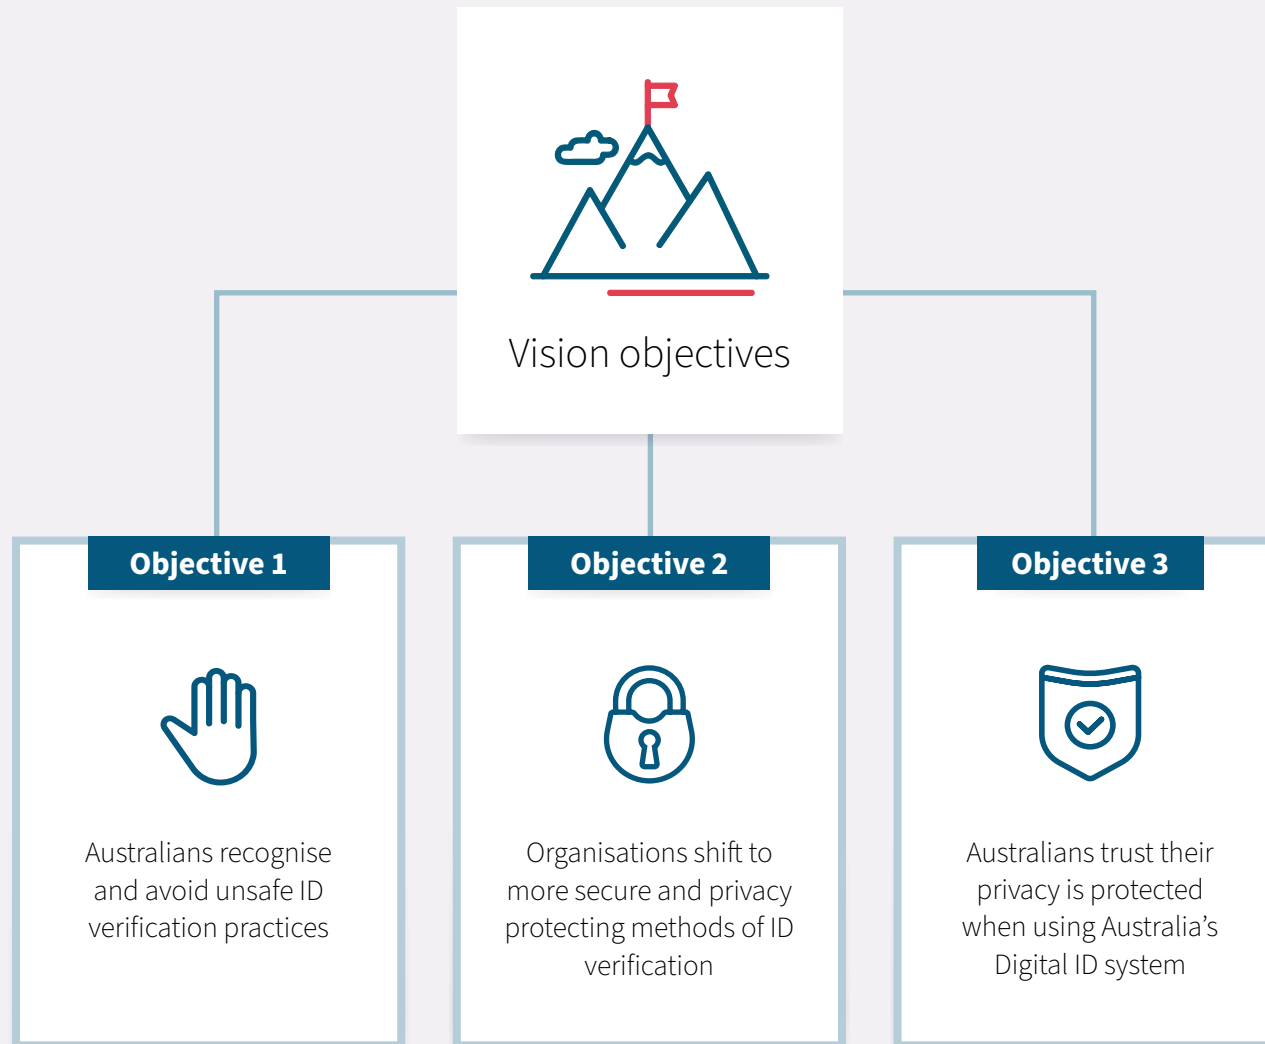 Vision objectives
Objective 1
Australians recognise
and avoid unsafe ID
verification practices
Objective 2
Organisations shift to
more secure and privacy
protecting methods of ID
verification
Objective 3
Australians trust their
privacy is protected
when using Australia’s
Digital ID system